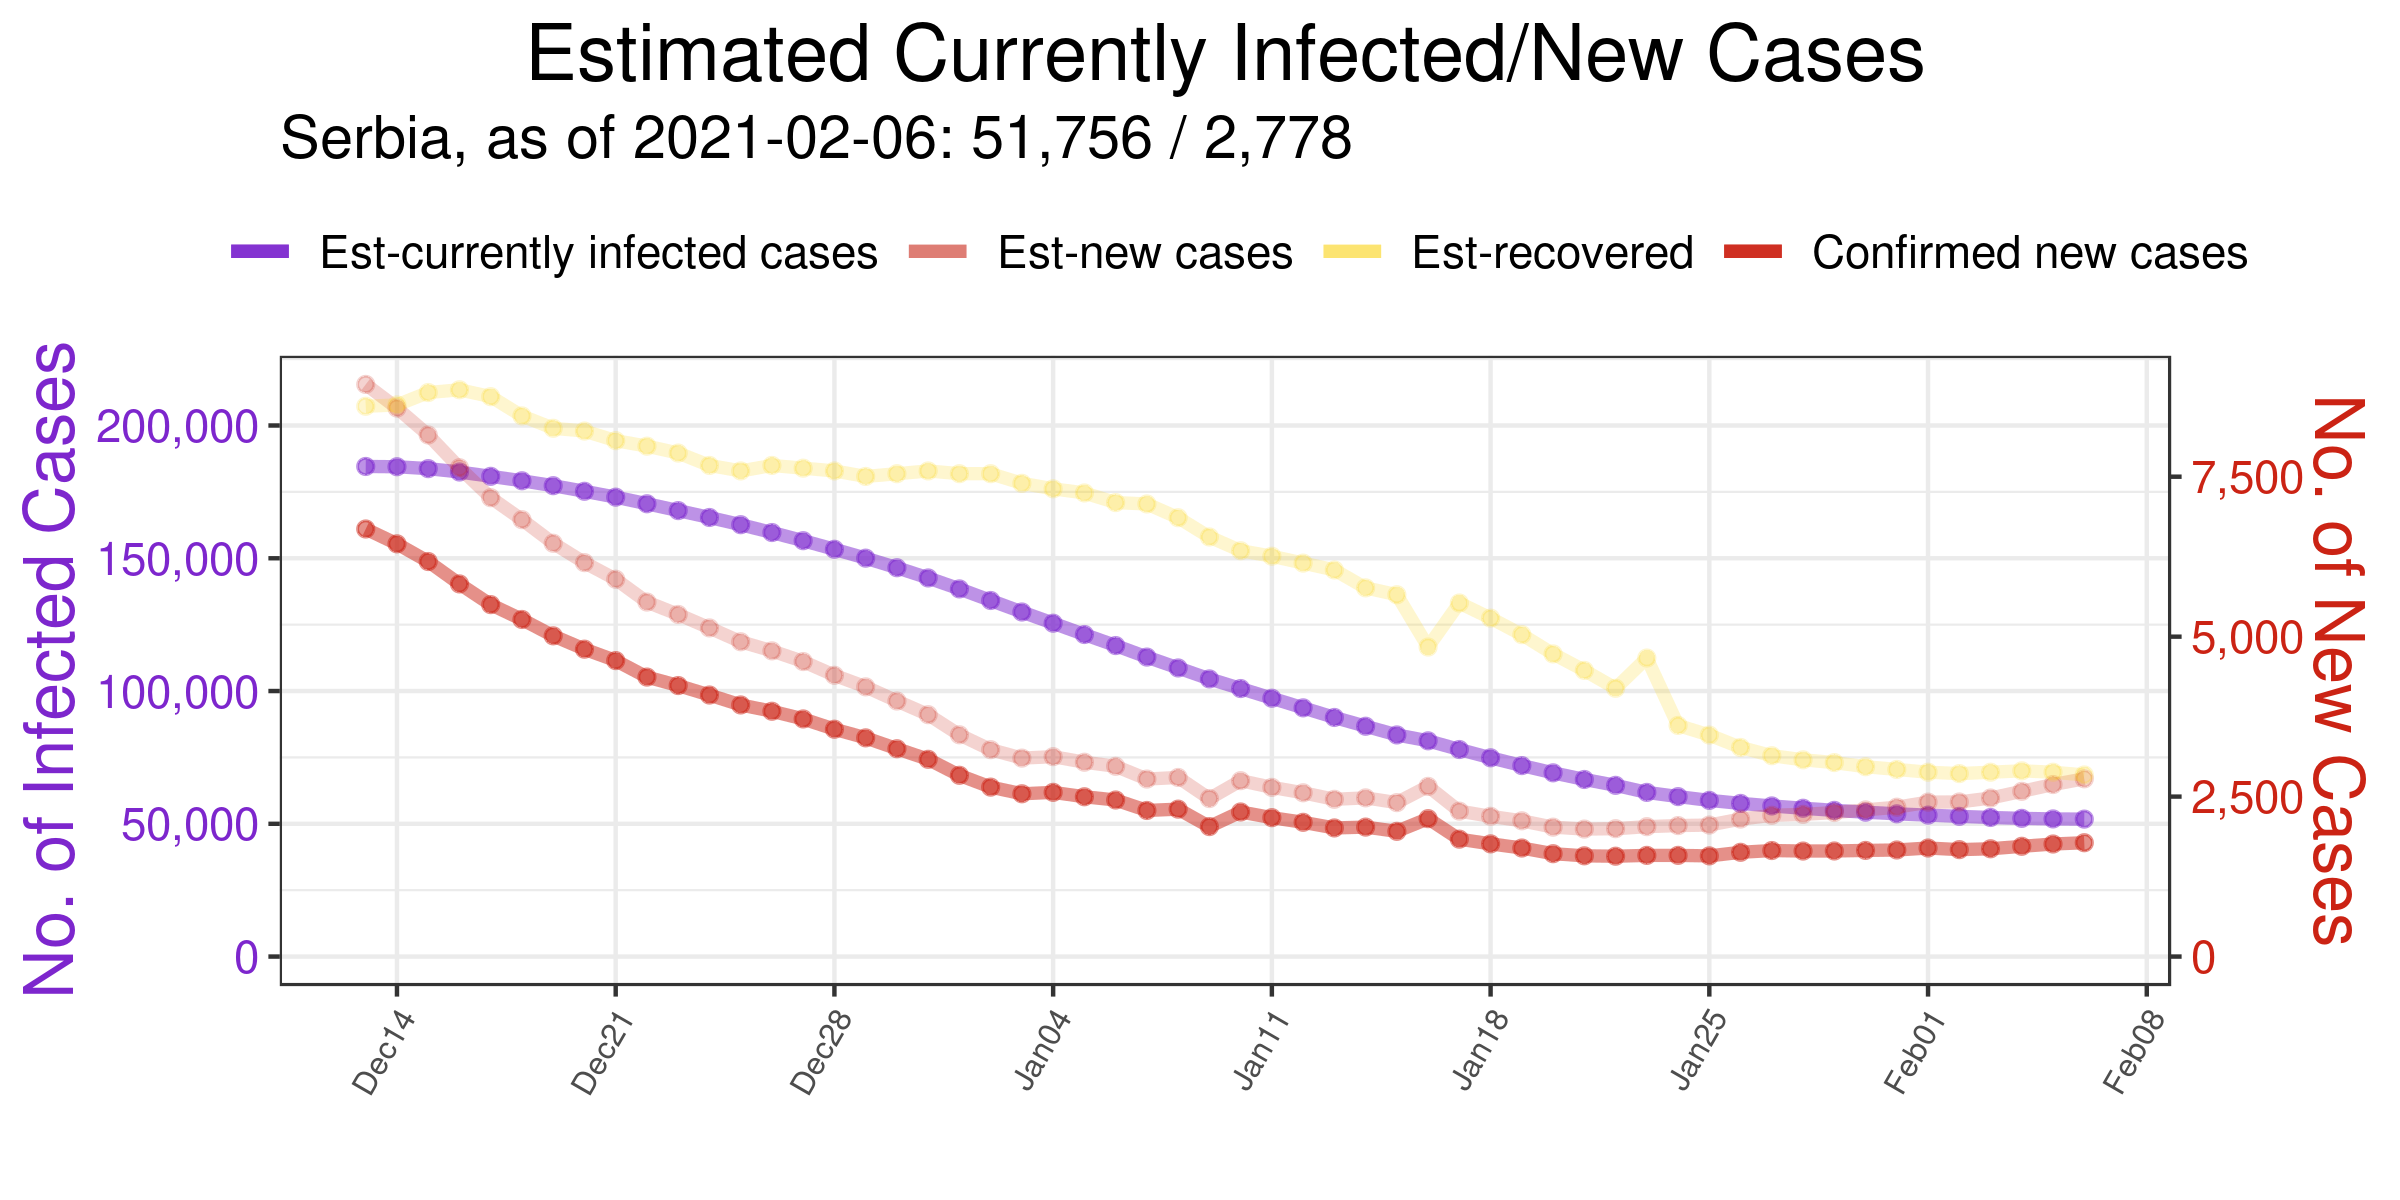 Estimated Currently Infected/New Cases
Serbia, as of 2021-02-06: 51,756 / 2,778
Est-currently infected cases Est-new cases Est-recovered Confirmed new cases
No. of Infected Cases
200,000
150,000
100,000
50,000
0
7,500
5,000
2,500
0
No. of New Cases
Dec14 Dec21 Dec28 Jan04 Jan11 Jan18 Jan25 Feb01 Feb08